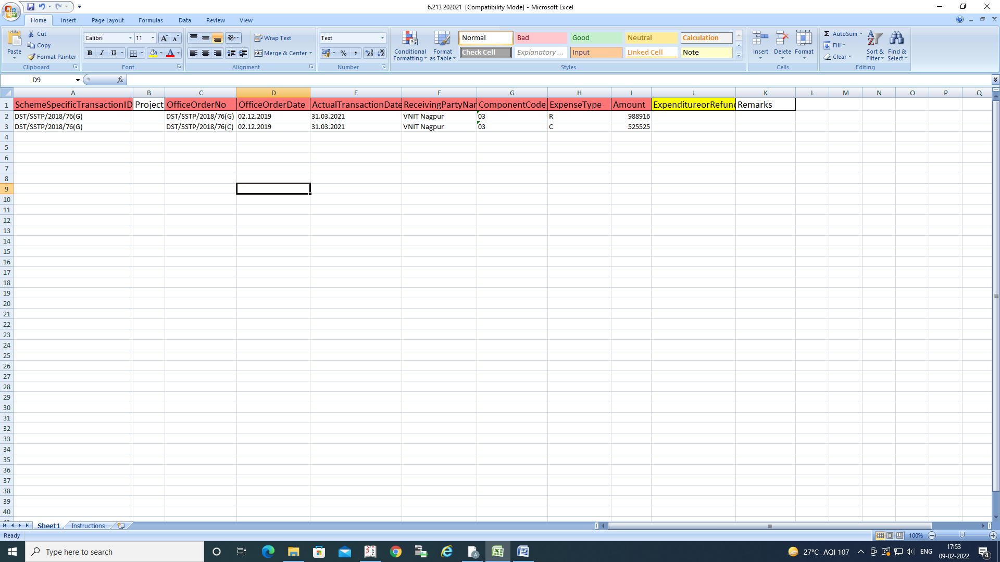 6.213 202021 [Compatibility Mode] - Microsoft Excel
Home Insert Page Layout Formulas Data Review View
Paste Cut Copy Format Painter Clipboard
Calibri 11 B I U Font
Wrap Text Merge & Center Alignment
Text % , Number
Conditional Formatting Format as Table Normal Bad Good Neutral Calculation
Check Cell Explanatory ... Input Linked Cell Note
Styles
Insert Delete Format Cells
Σ AutoSum Fill Clear Sort & Filter Find & Select Editing
D9 fx
A B C D E F G H I J K L M N O P Q
1 SchemeSpecificTransactionID Project OfficeOrderNo OfficeOrderDate ActualTransactionDate ReceivingPartyNar ComponentCode ExpenseType Amount ExpenditureorRefund Remarks
2 DST/SSTP/2018/76(G) DST/SSTP/2018/76(G) 02.12.2019 31.03.2021 VNIT Nagpur 03 R 988916
3 DST/SSTP/2018/76(G) DST/SSTP/2018/76(C) 02.12.2019 31.03.2021 VNIT Nagpur 03 C 525525
4
5
6
7
8
9
10
11
12
13
14
15
16
17
18
19
20
21
22
23
24
25
26
27
28
29
30
31
32
33
34
35
36
37
38
39
40
41
Sheet1 Instructions
Ready 100%
Type here to search 27°C AQI 107 ENG 17:53
09-02-2022 4